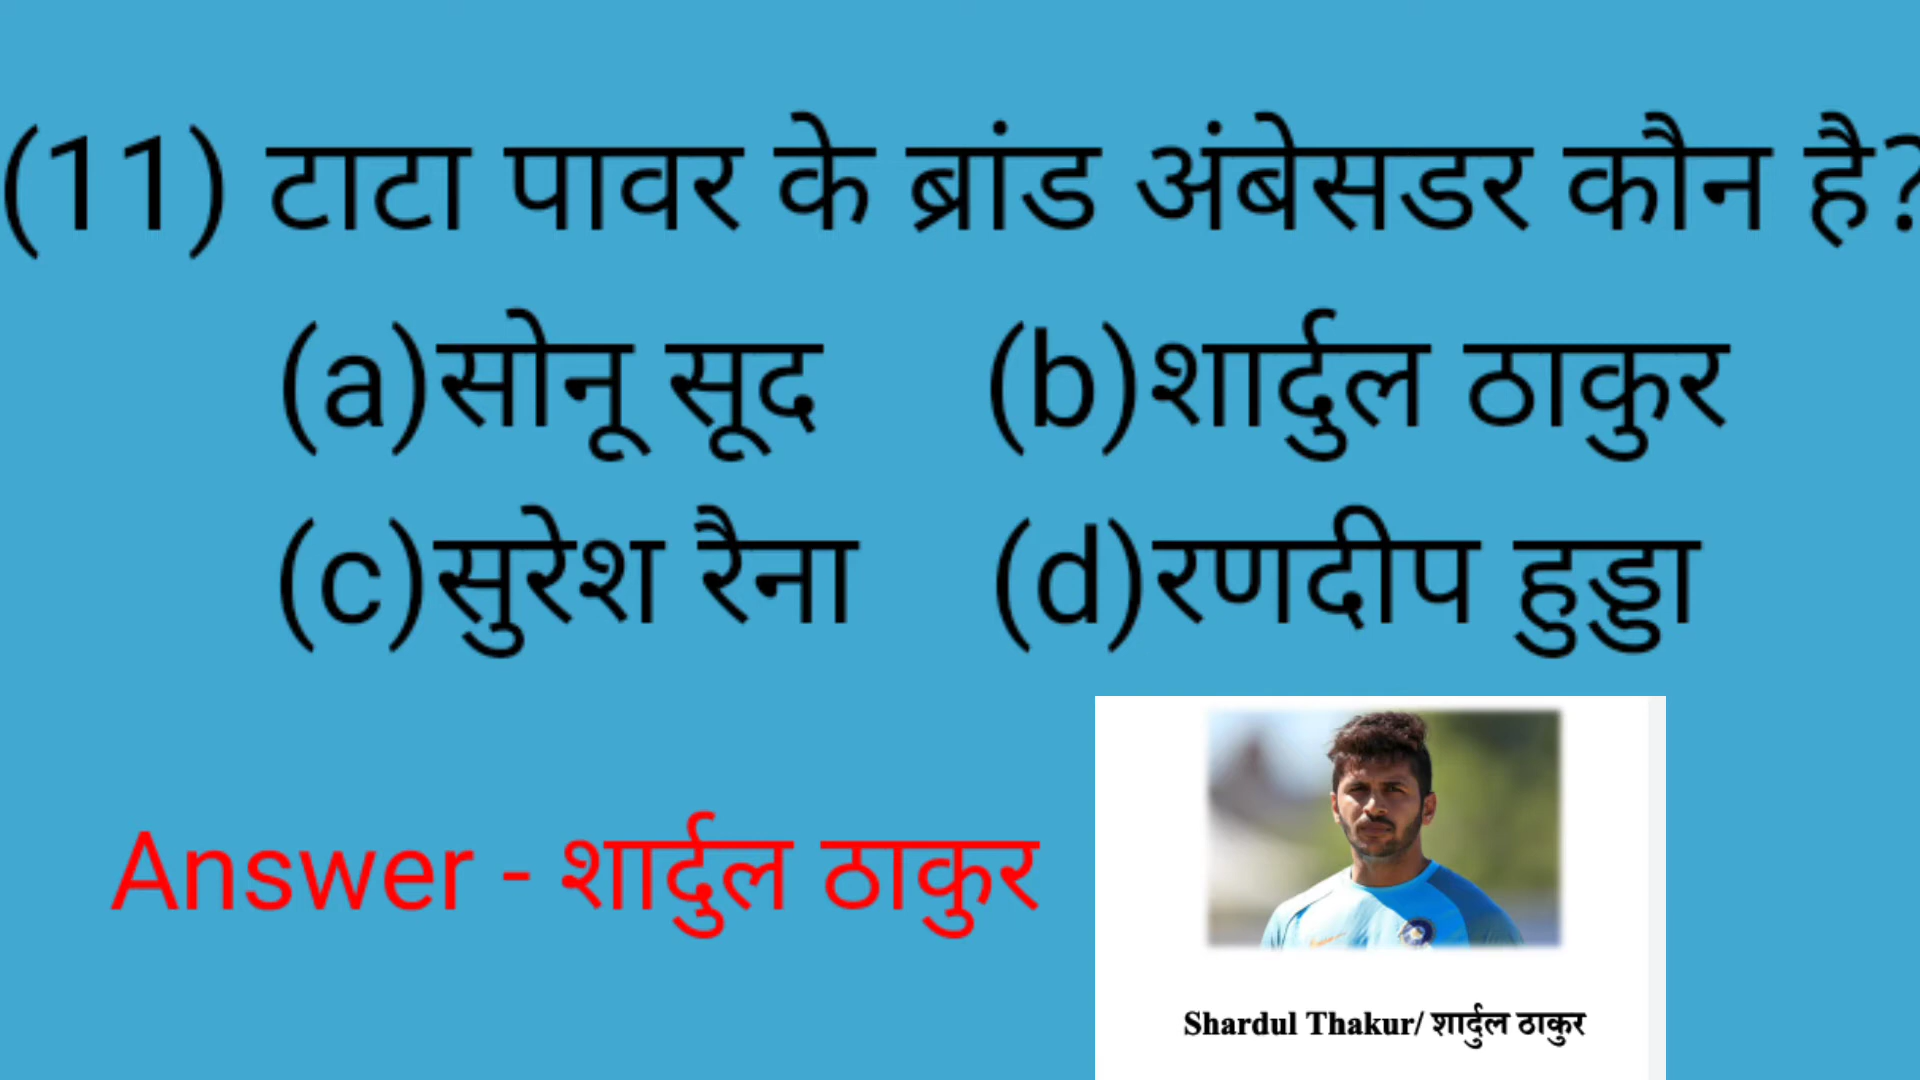 (11) टाटा पावर के ब्रांड अंबेसडर कौन है?
(a)सोनू सूद (b)शार्दुल ठाकुर
(c)सुरेश रैना (d)रणदीप हुड्डा
Answer - शार्दुल ठाकुर
Shardul Thakur/ शार्दुल ठाकुर